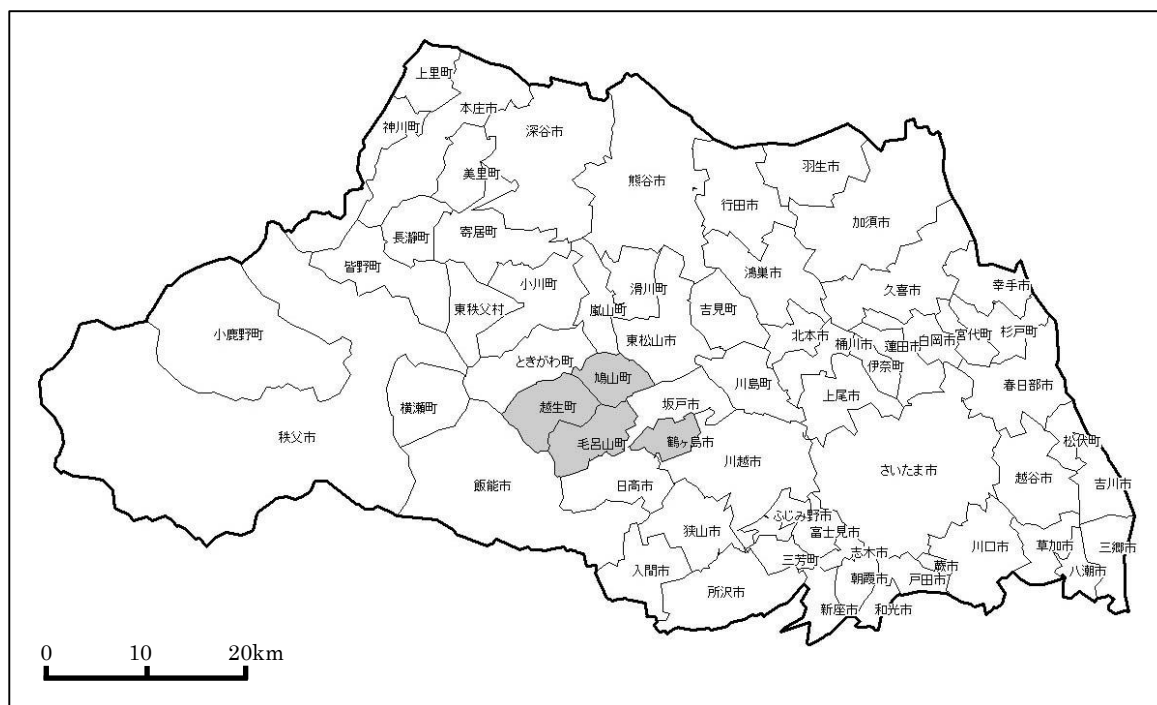 上里町
本庄市
神川町
深谷市
美里町
熊谷市
羽生市
行田市
加須市
長瀞町
寄居町
皆野町
鴻巣市
小川町
嵐山町
滑川町
吉見町
久喜市
幸手市
小鹿野町
東秩父村
東松山市
北本市
桶川市
蓮田市
白岡市
宮代町
杉戸町
ときがわ町
伊奈町
鳩山町
川島町
上尾市
春日部市
横瀬町
越生町
坂戸市
秩父市
毛呂山町
鶴ヶ島市
松伏町
川越市
さいたま市
越谷市
吉川市
飯能市
日高市
ふじみ野市
狭山市
富士見市
三芳町
志木市
川口市
草加市
三郷市
入間市
蕨市
八潮市
所沢市
朝霞市
戸田市
新座市
和光市
0 10 20km